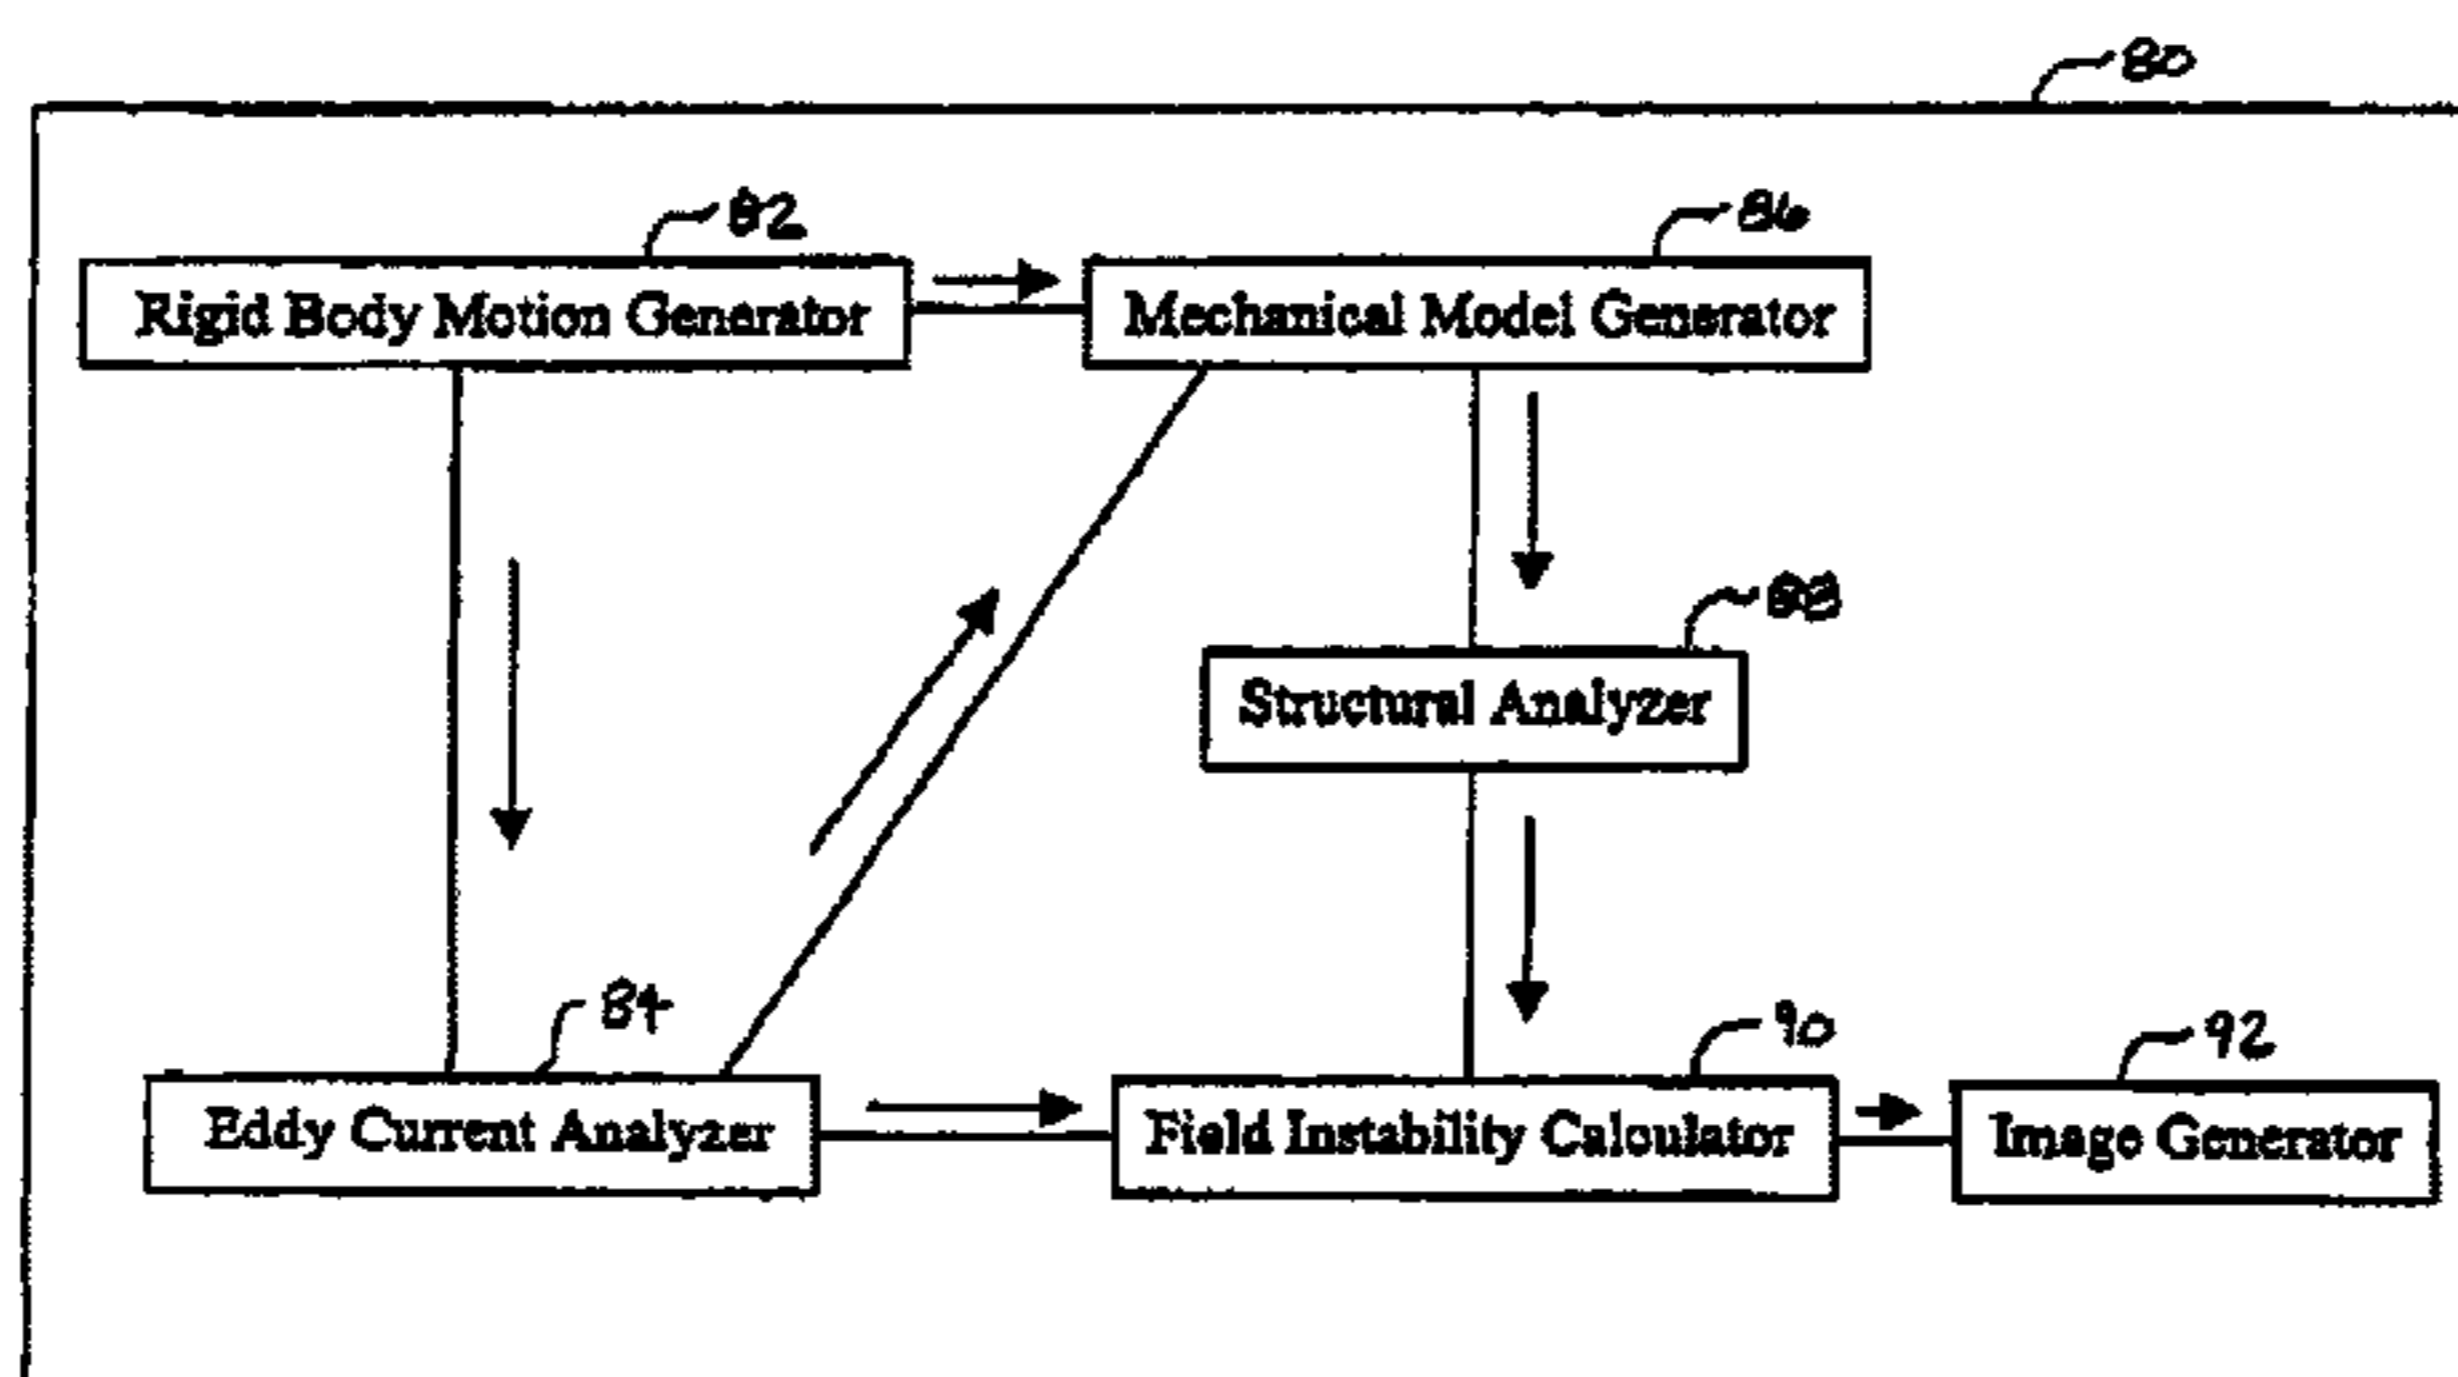 80
82
86
Rigid Body Motion Generator
Mechanical Model Generator
88
Structural Analyzer
84
90
92
Eddy Current Analyzer
Field Instability Calculator
Image Generator